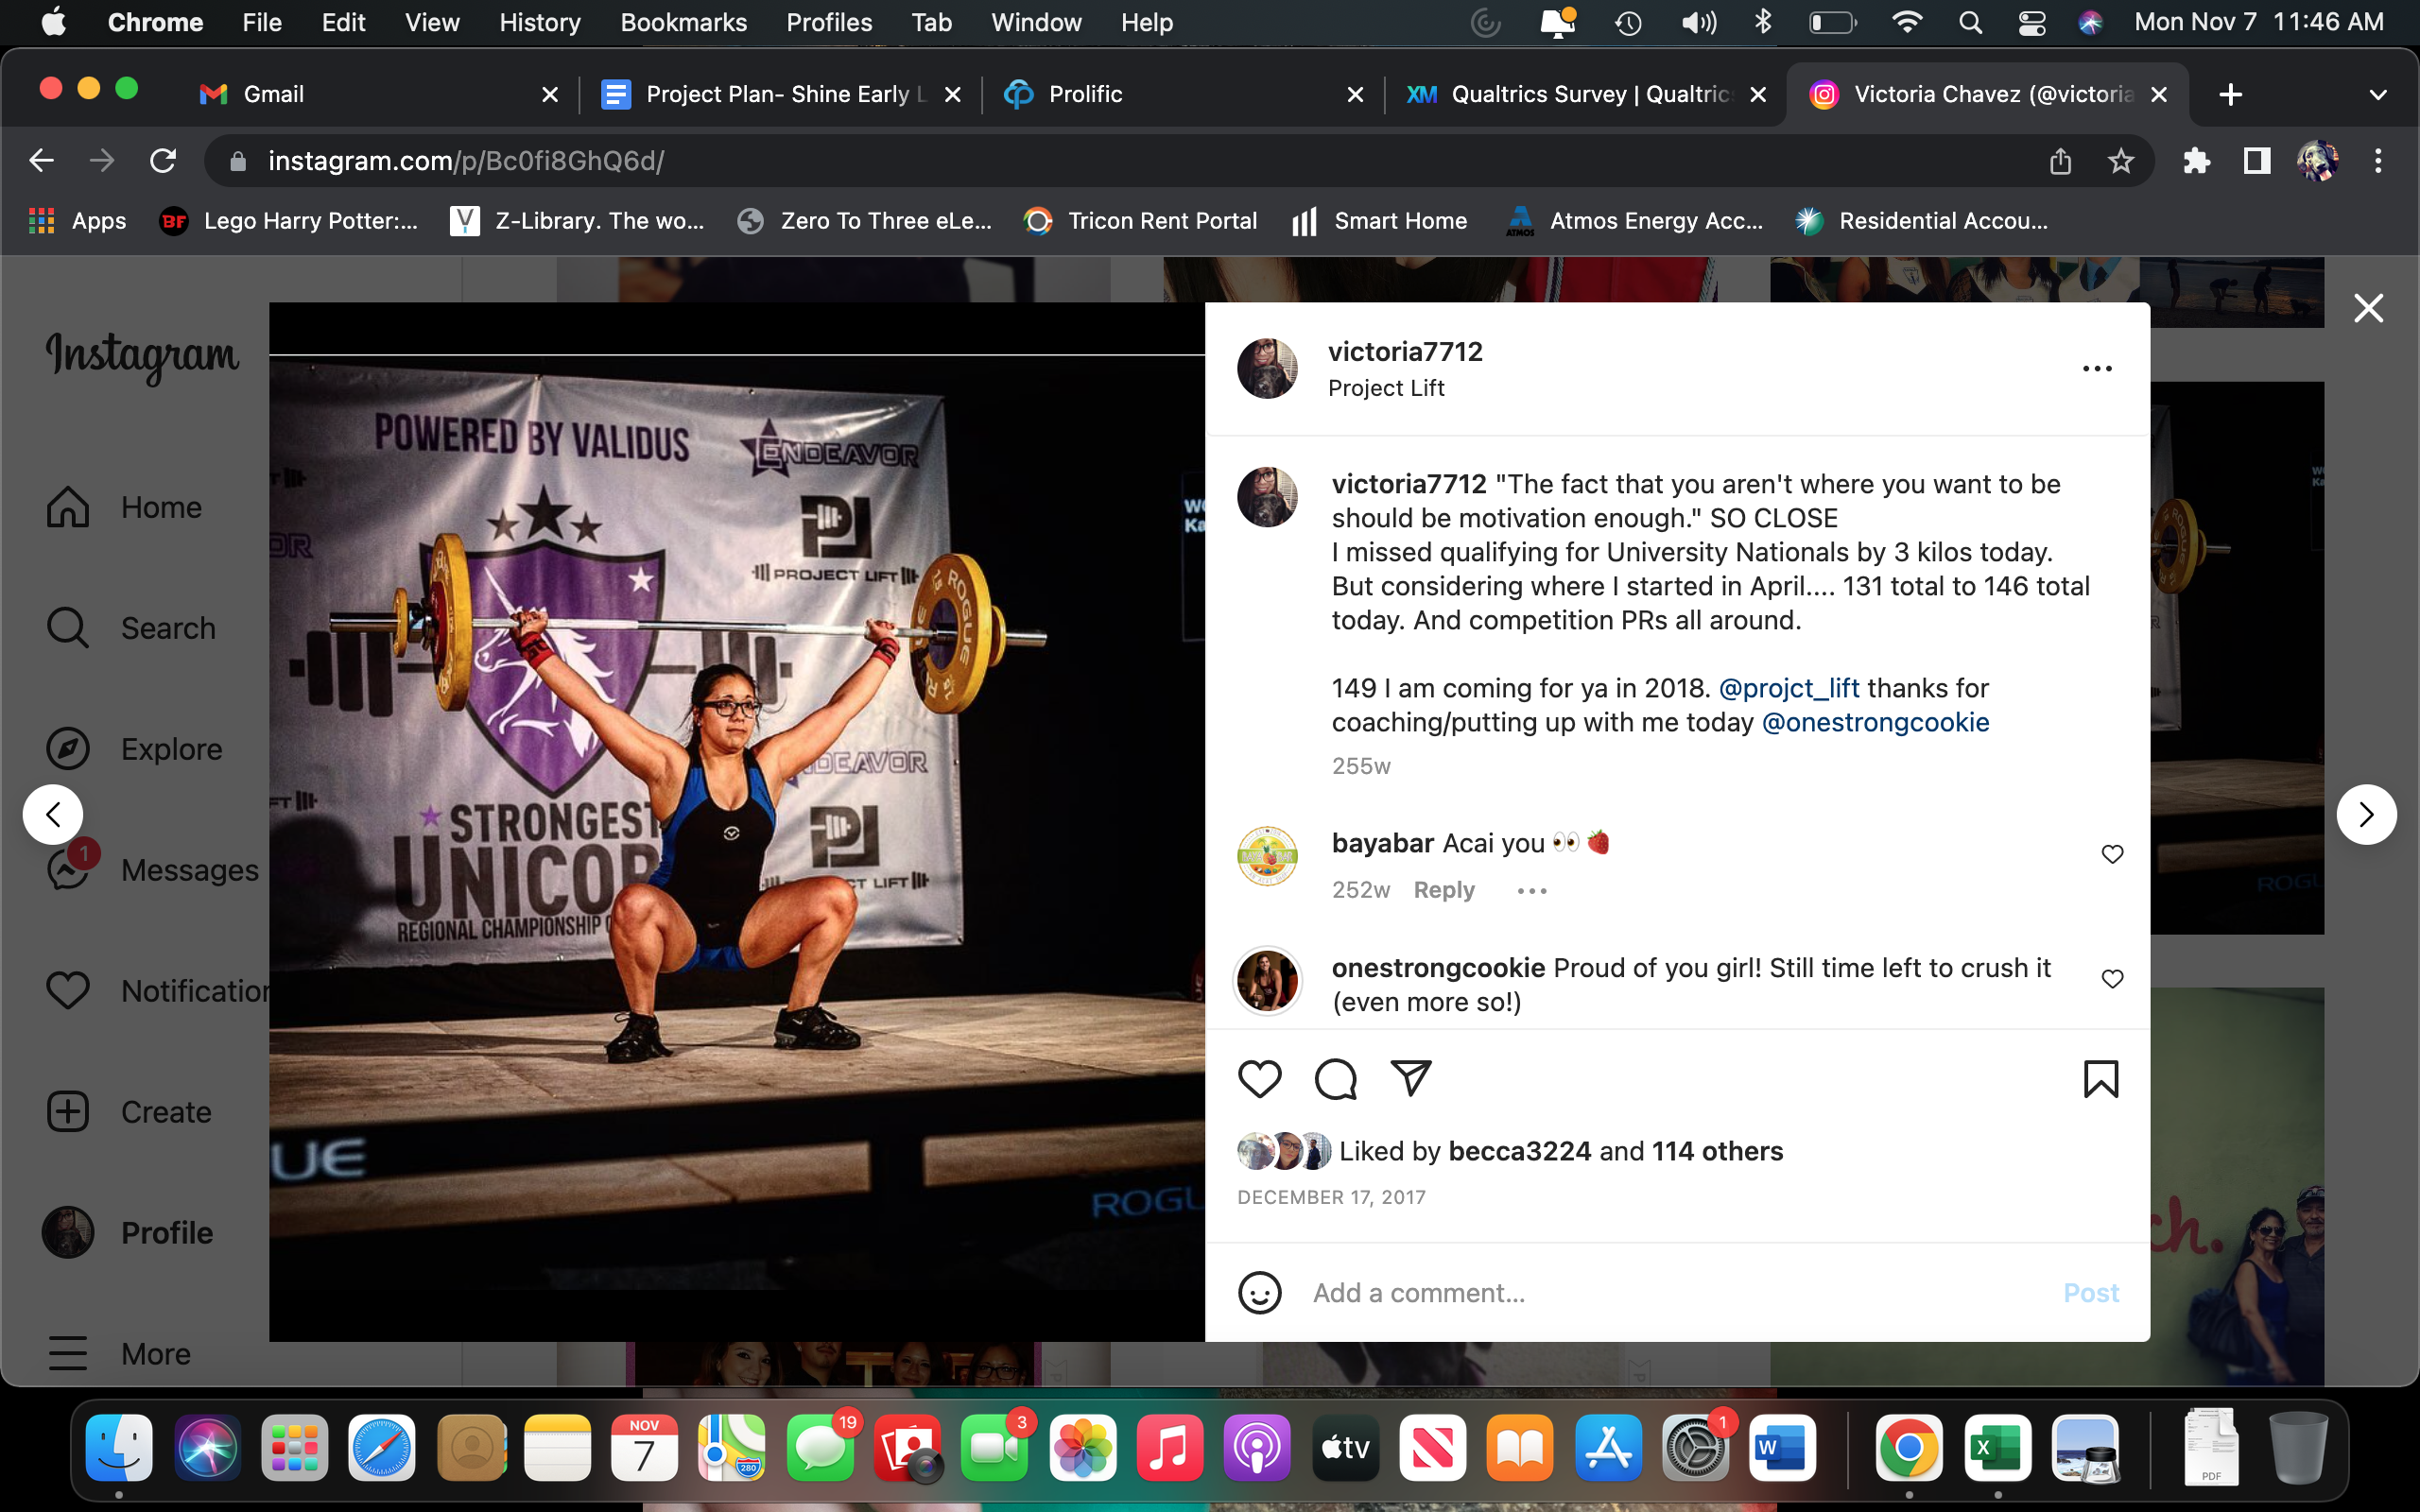 Chrome File Edit View History Bookmarks Profiles Tab Window Help Mon Nov 7 11:46 AM
Gmail Project Plan- Shine Early L Prolific Qualtrics Survey | Qualtric Victoria Chavez (@victoria
instagram.com/p/Bc0fi8GhQ6d/
Apps BF Lego Harry Potter:... Z-Library. The wo... Zero To Three eLe... Tricon Rent Portal Smart Home ATMOS Atmos Energy Acc... Residential Accou...
Instagram
Home
Search
Explore
1
Messages
Notification
Create
Profile
More
POWERED BY VALIDUS
ENDEAVOR
PROJECT LIFT
ROGUE
STRONGEST
UNICOR
REGIONAL CHAMPIONSHIP
UE
ROGU
victoria7712
Project Lift
victoria7712 "The fact that you aren't where you want to be
should be motivation enough." SO CLOSE
I missed qualifying for University Nationals by 3 kilos today.
But considering where I started in April.... 131 total to 146 total
today. And competition PRs all around.
149 I am coming for ya in 2018. @projct_lift thanks for
coaching/putting up with me today @onestrongcookie
255w
bayabar Acai you 👀 🍓
252w Reply
onestrongcookie Proud of you girl! Still time left to crush it
(even more so!)
Liked by becca3224 and 114 others
DECEMBER 17, 2017
Add a comment... Post
ch.
NOV
7
280
19
3
tv
1
W
X
PDF